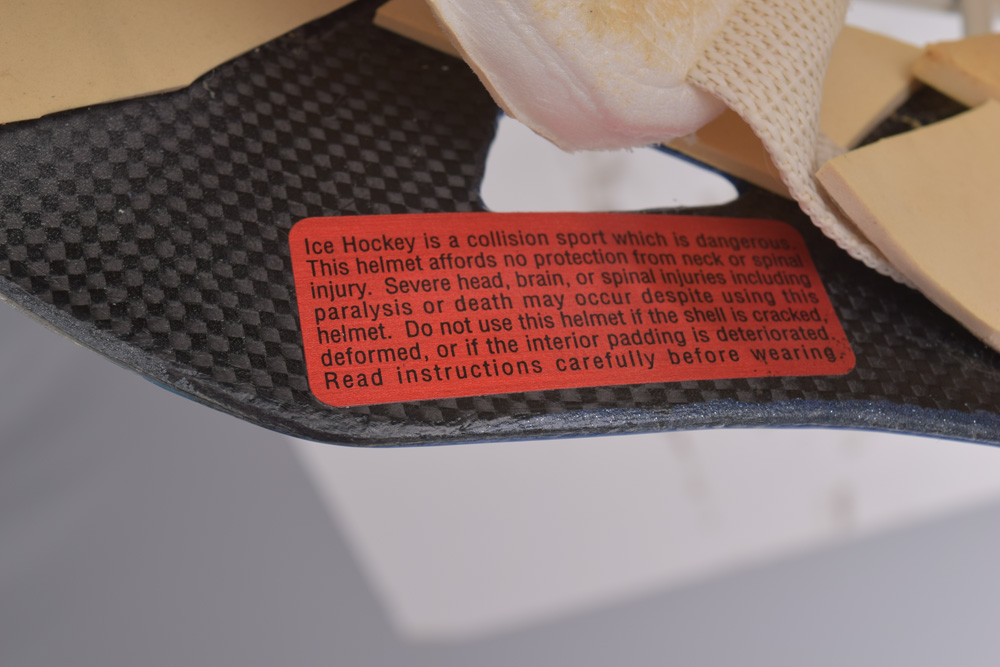 Ice Hockey is a collision sport which is dangerous.
This helmet affords no protection from neck or spinal
injury. Severe head, brain, or spinal injuries including
paralysis or death may occur despite using this
helmet. Do not use this helmet if the shell is cracked,
deformed, or if the interior padding is deteriorated.
Read instructions carefully before wearing.